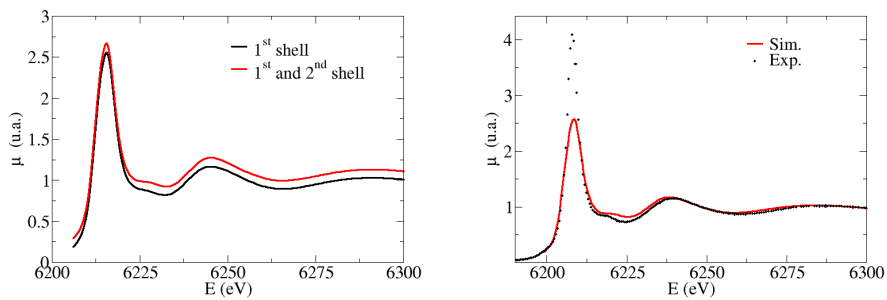 3
2.5
2
1.5
1
0.5
0
μ (u.a.)
1st shell
1st and 2nd shell
6200
6225
6250
6275
6300
E (eV)
4
3
2
1
μ (u.a.)
Sim.
Exp.
6200
6225
6250
6275
6300
E (eV)